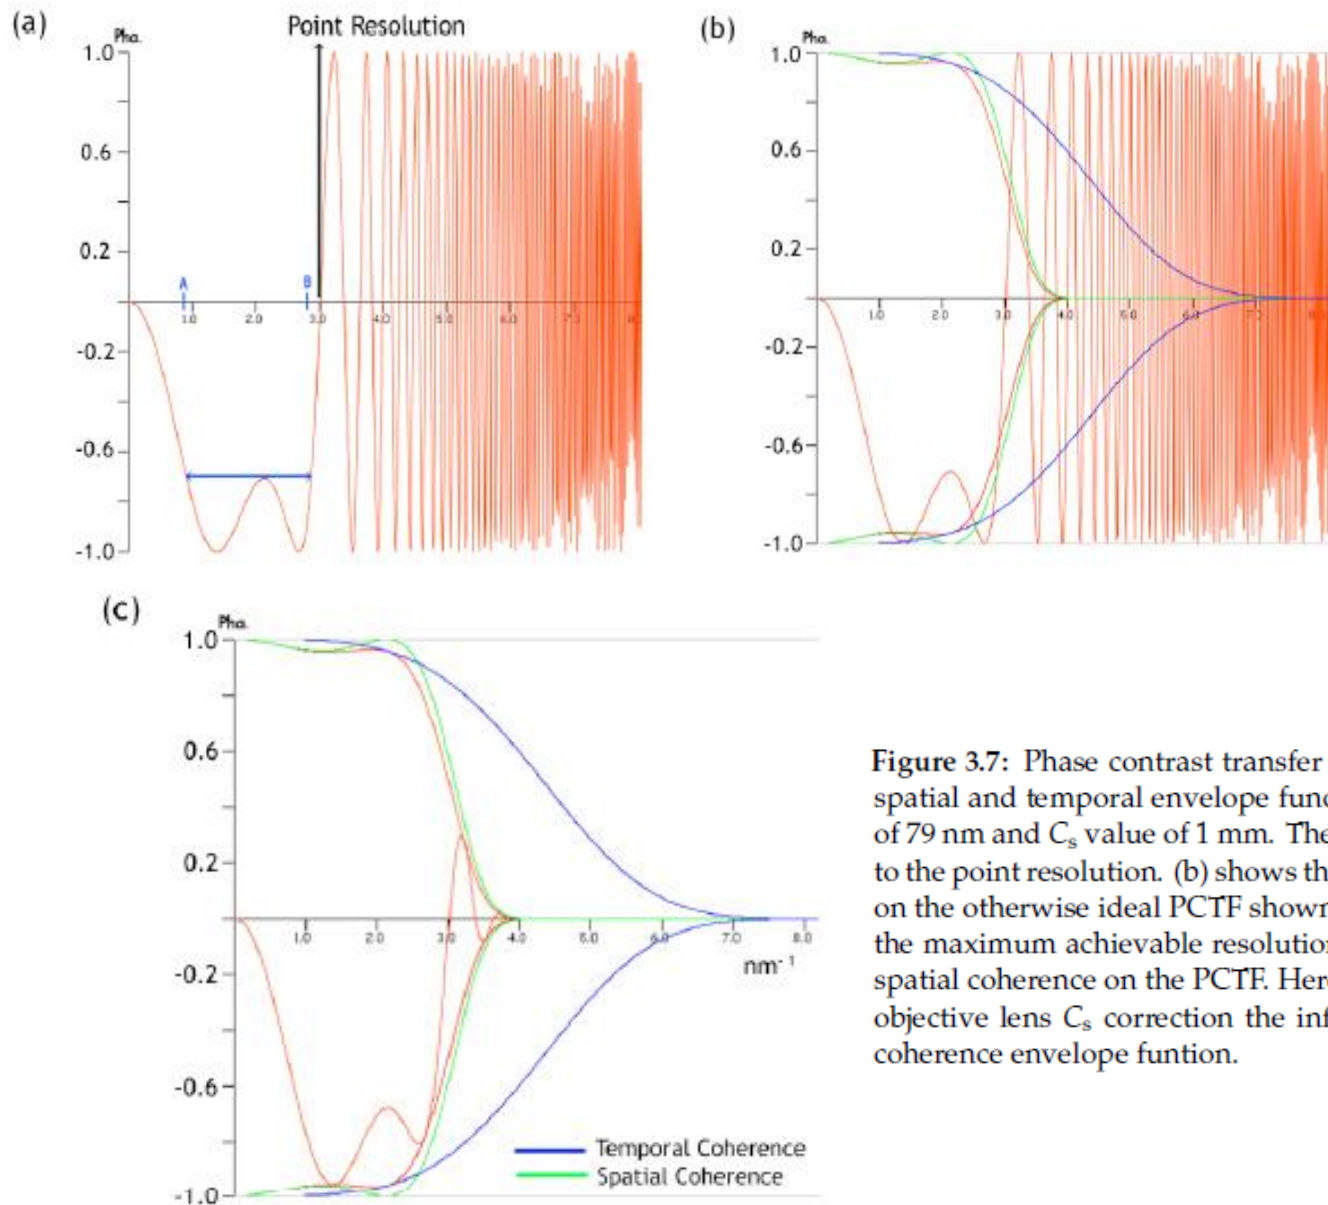 (a)
Point Resolution
Pha.
1.0
0.6
0.2
A
B
1.0 2.0 3.0 4.0 5.0 6.0 7.0
-0.2
-0.6
-1.0
(b)
Pha.
1.0
0.6
0.2
1.0 2.0 3.0 4.0 5.0 6.0 7.0 8.0
-0.2
-0.6
-1.0
(c)
Pha.
1.0
0.6
0.2
1.0 2.0 3.0 4.0 5.0 6.0 7.0 8.0
nm⁻¹
-0.2
-0.6
-1.0
Temporal Coherence
Spatial Coherence
Figure 3.7: Phase contrast transfer
spatial and temporal envelope func
of 79 nm and Cₛ value of 1 mm. The
to the point resolution. (b) shows th
on the otherwise ideal PCTF shown
the maximum achievable resolution
spatial coherence on the PCTF. Here
objective lens Cₛ correction the inf
coherence envelope funtion.